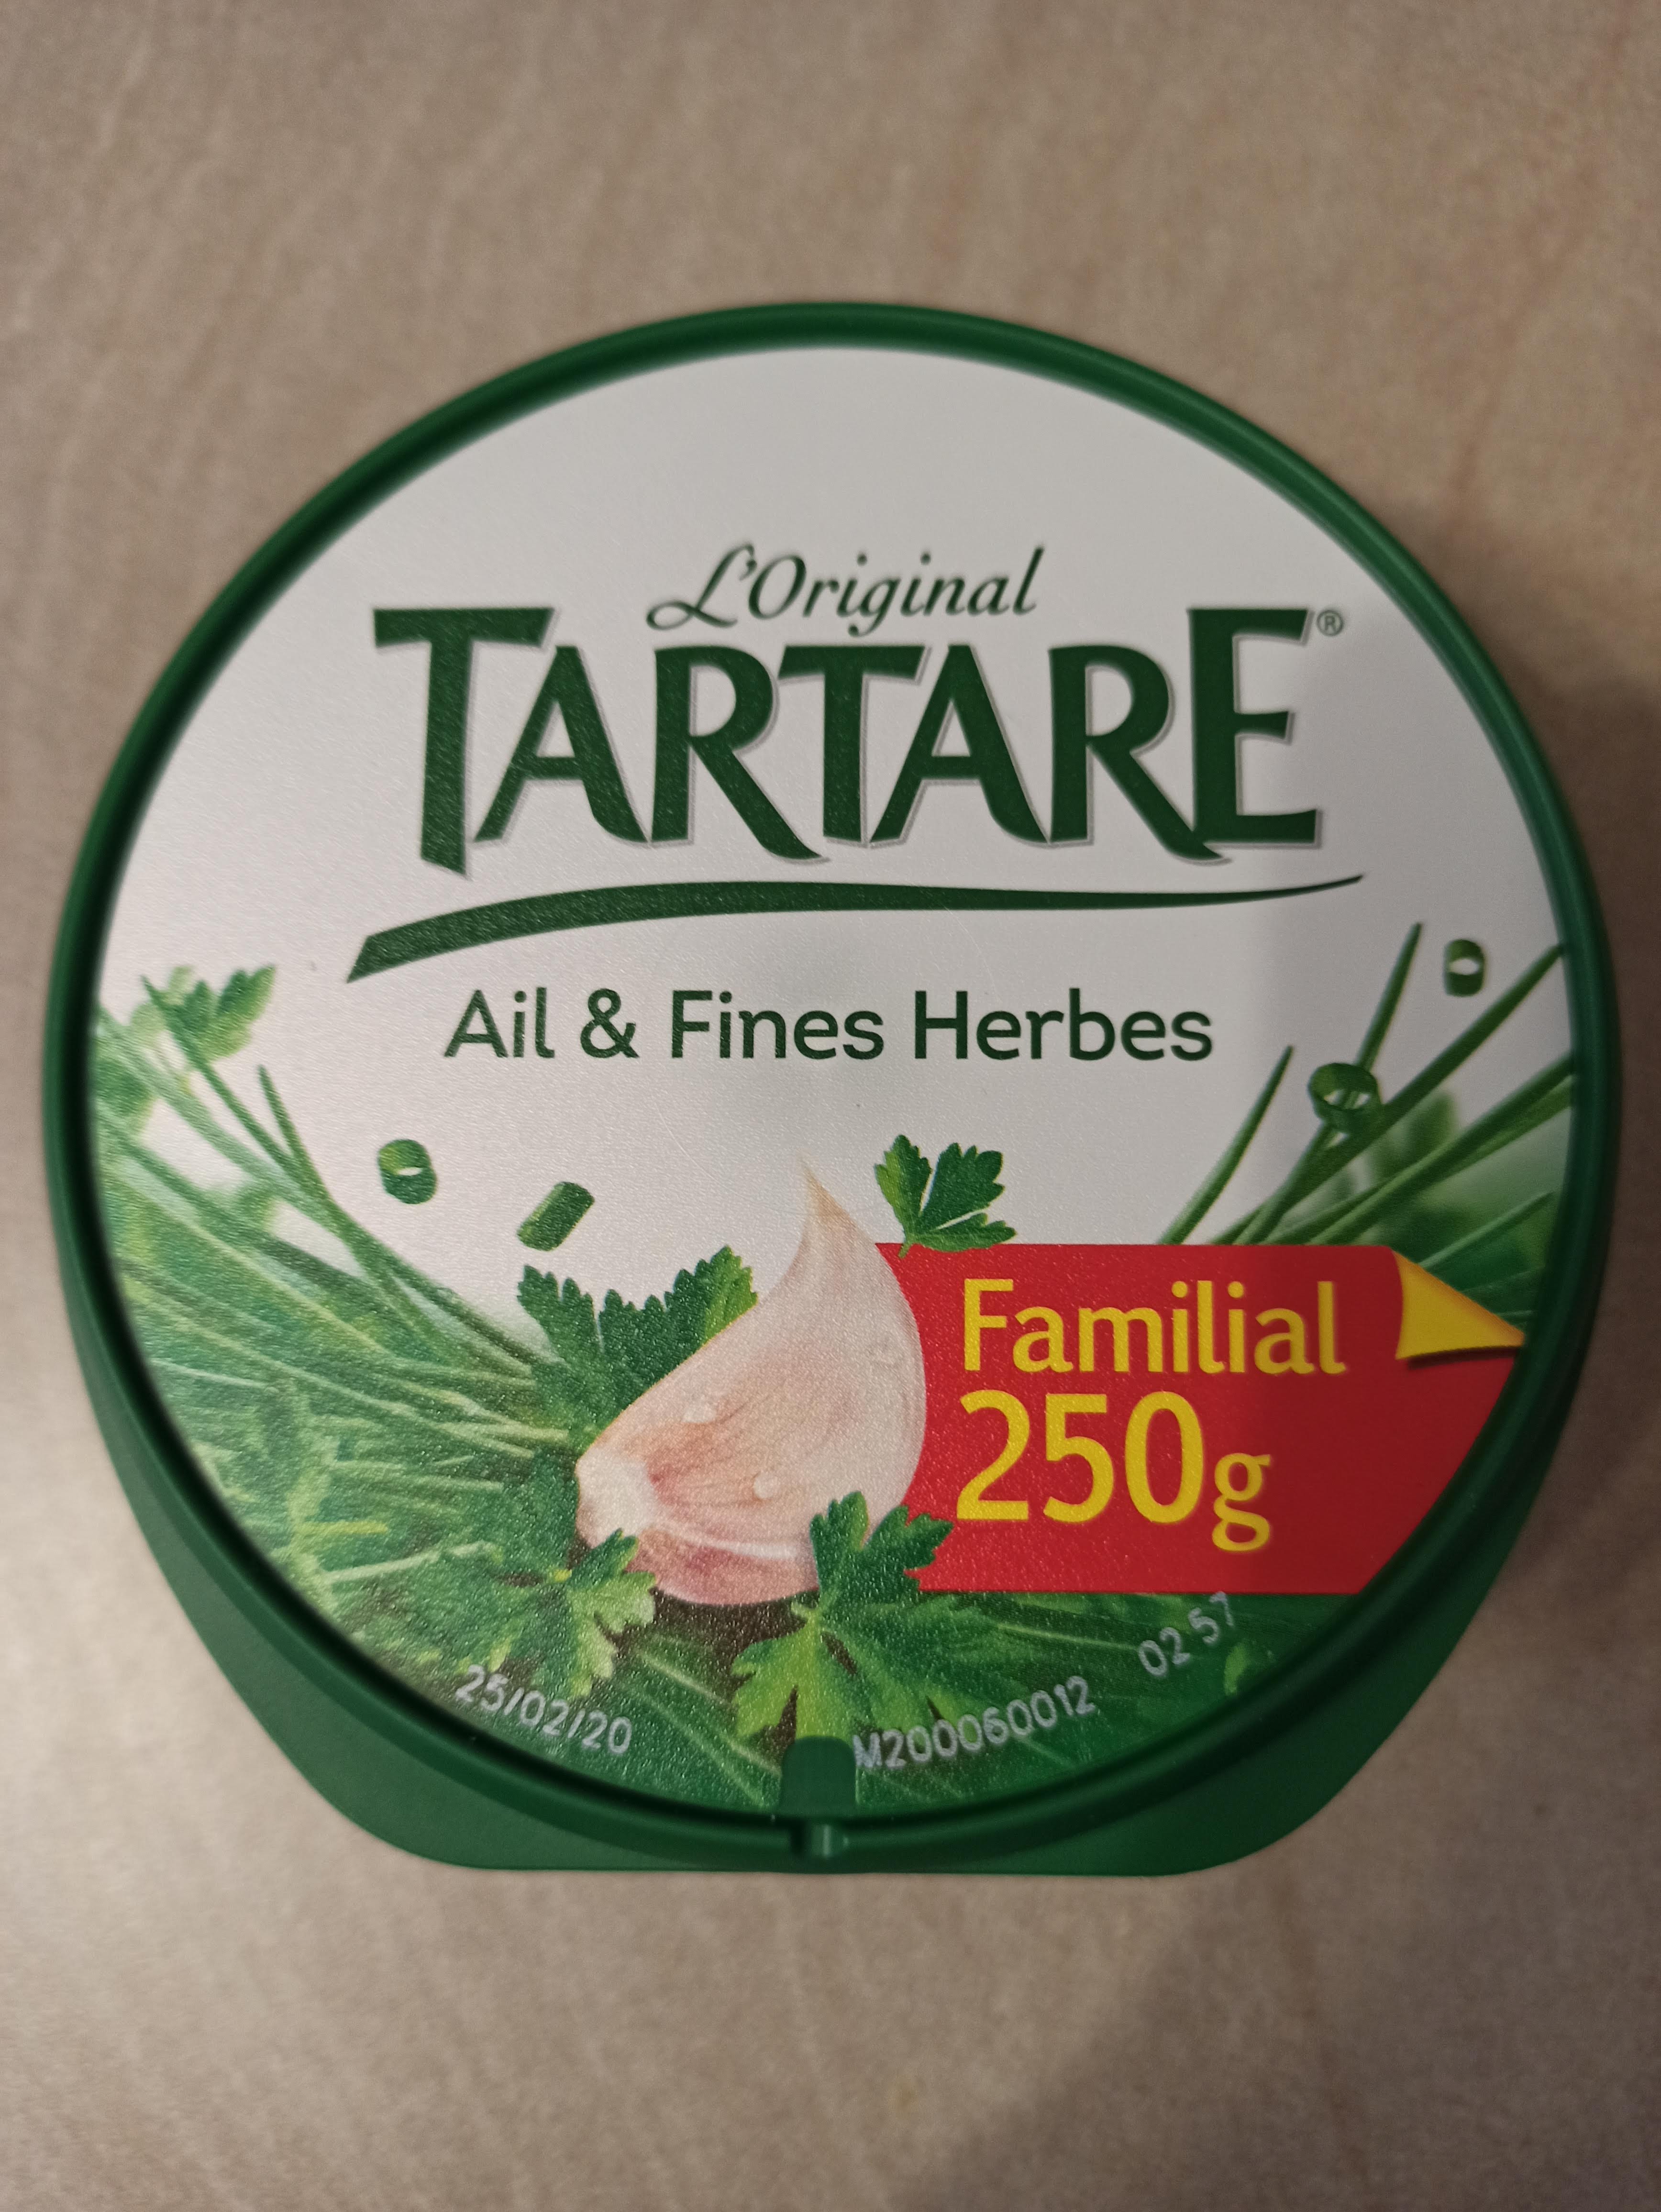 L'Original
TARTARE®
Ail & Fines Herbes
Familial
250g
25/02/20
M200060012
02 57